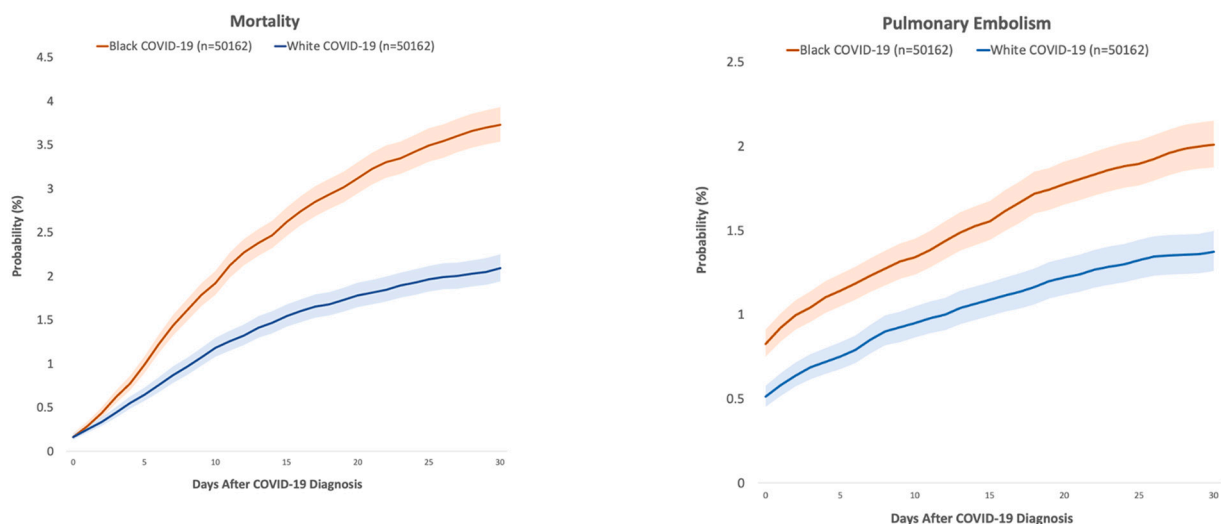 Mortality
Black COVID-19 (n=50162) White COVID-19 (n=50162)
4.5
4
3.5
3
2.5
2
1.5
1
0.5
0
Probability (%)
0 5 10 15 20 25 30
Days After COVID-19 Diagnosis
Pulmonary Embolism
Black COVID-19 (n=50162) White COVID-19 (n=50162)
2.5
2
1.5
1
0.5
0
Probability (%)
0 5 10 15 20 25 30
Days After COVID-19 Diagnosis